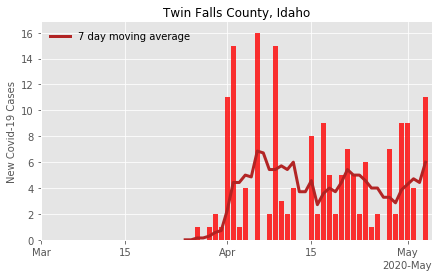 Twin Falls County, Idaho
7 day moving average
New Covid-19 Cases
16
14
12
10
8
6
4
2
0
Mar
15
Apr
15
May
2020-May